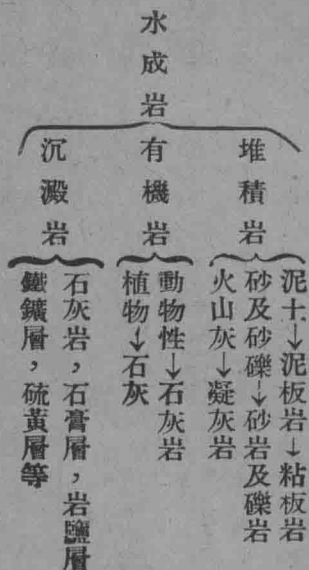 水成岩
堆積岩
泥土→泥板岩→粘板岩
砂及砂礫→砂岩及礫岩
火山灰→凝灰岩
有機岩
動物性→石灰岩
植物→石灰
沉澱岩
石灰岩，石膏層，岩鹽層
鐵鑛層，硫黃層等